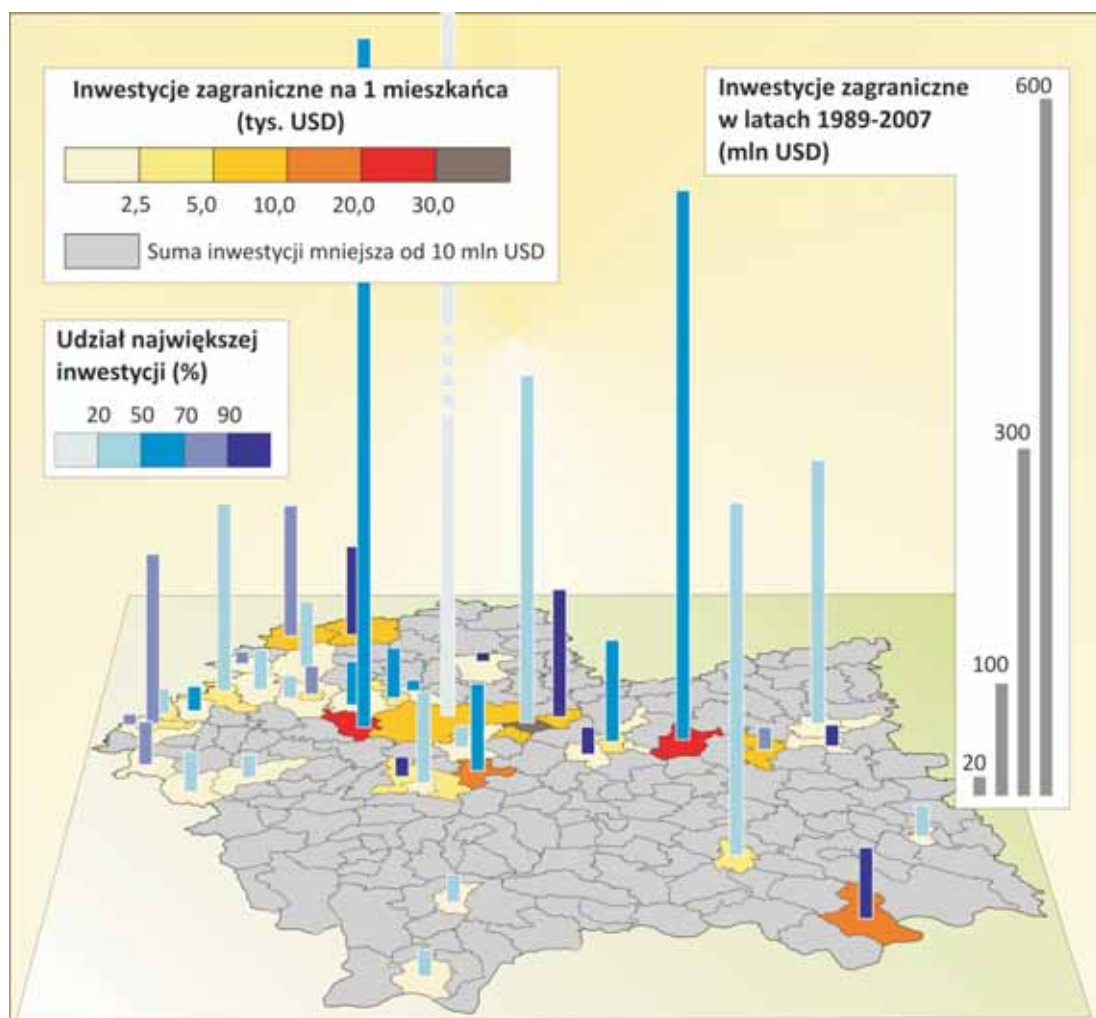 Inwestycje zagraniczne na 1 mieszkańca
(tys. USD)
2,5 5,0 10,0 20,0 30,0
Suma inwestycji mniejsza od 10 mln USD
Udział największej
inwestycji (%)
20 50 70 90
Inwestycje zagraniczne
w latach 1989-2007
(mln USD)
600
300
100
20